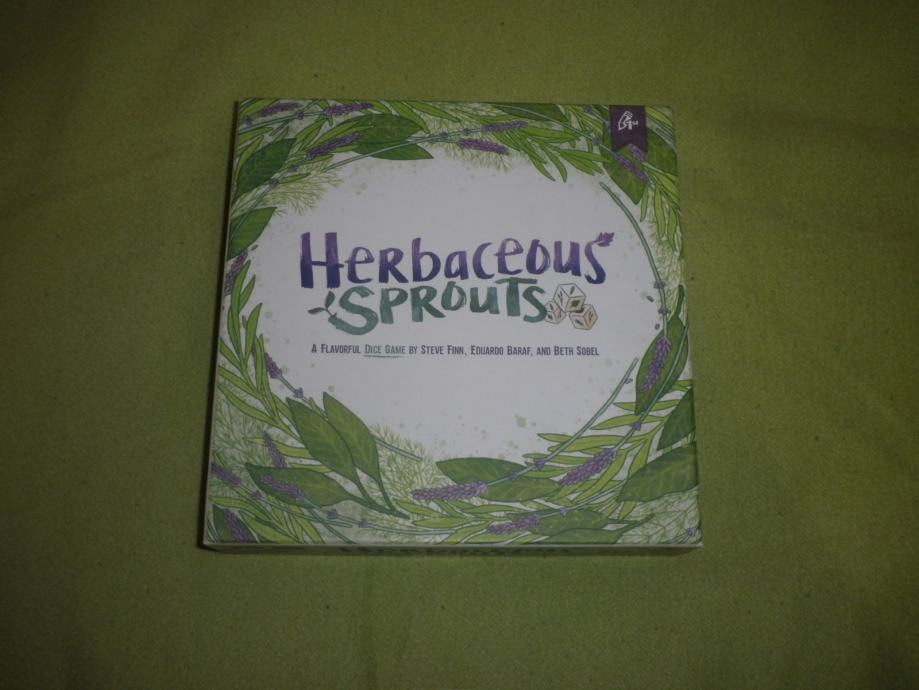 Herbaceous
Sprouts
A Flavorful Dice Game by Steve Finn, Eduardo Baraf, and Beth Sobel